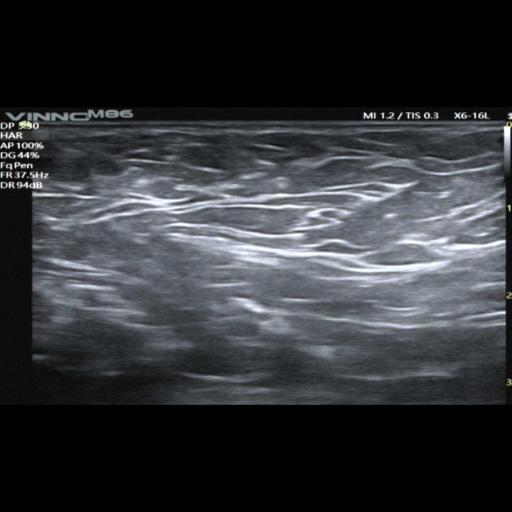 VINNO M86
MI 1.2 / TIS 0.3 X6-16L
HAR
AP 100%
DG 44%
Fq Pen
FR 37.5Hz
DR 94dB
0
1
2
3